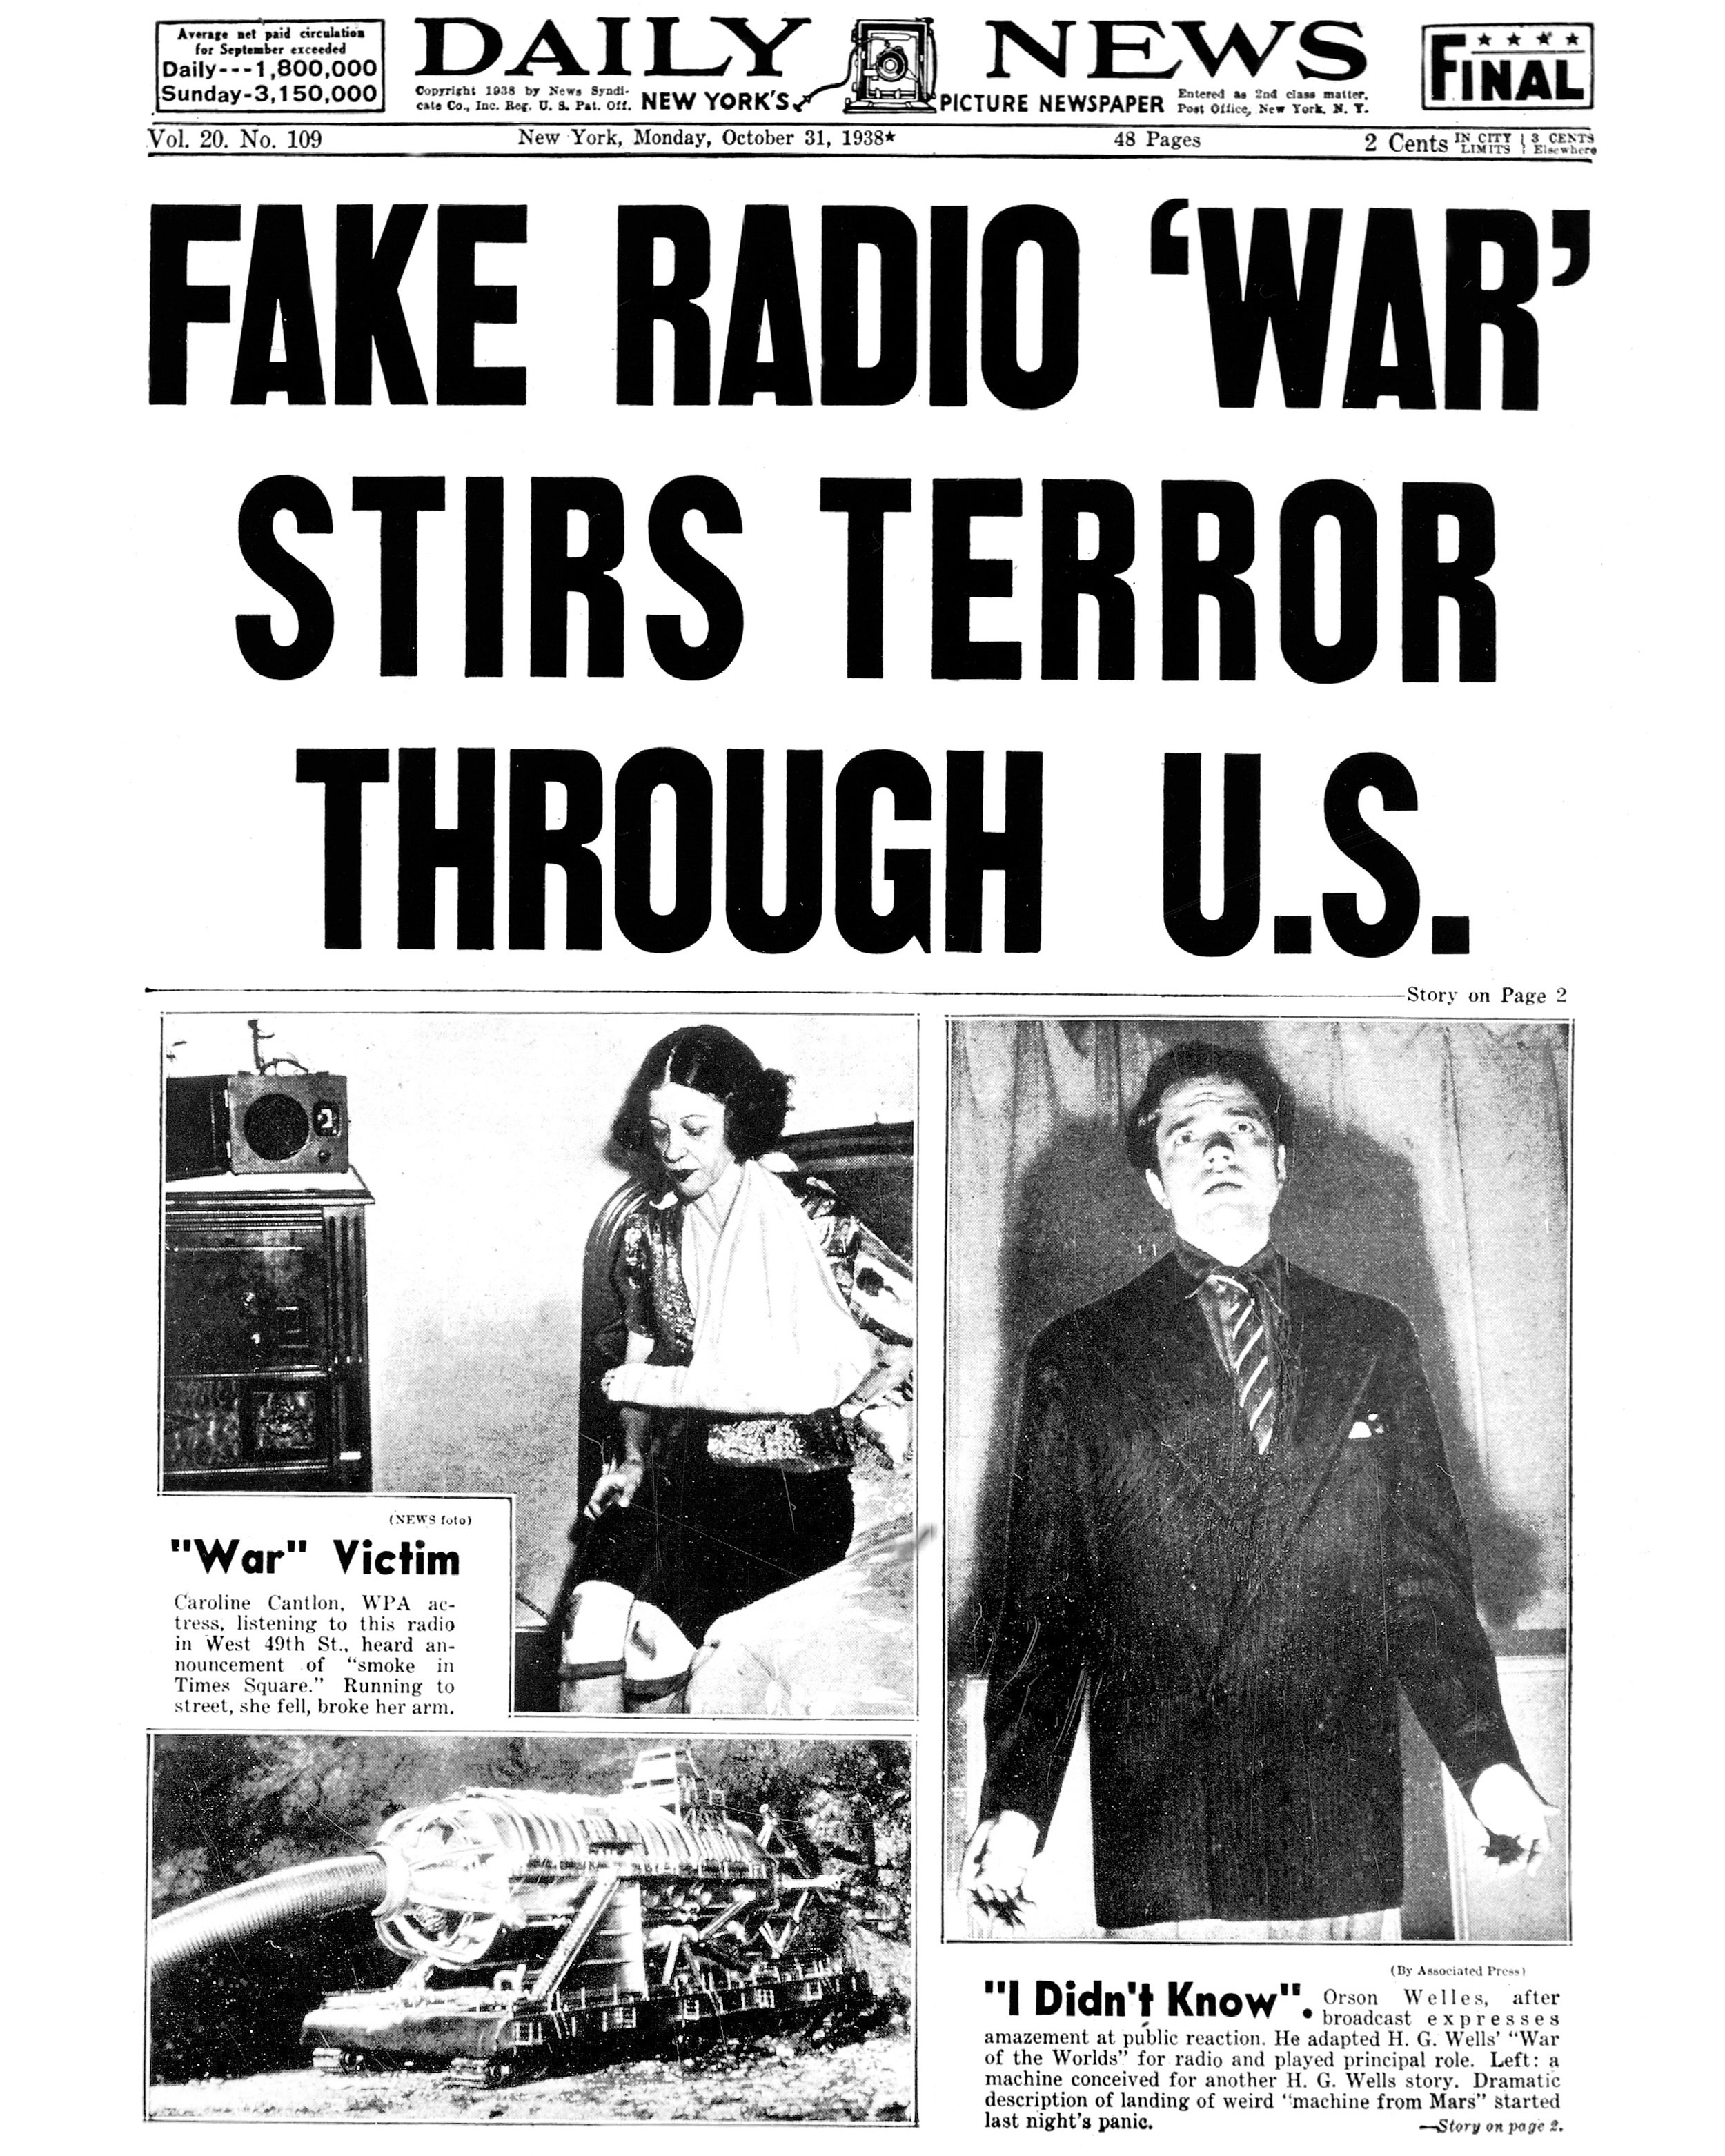 Average net paid circulation
for September exceeded
Daily---1,800,000
Sunday-3,150,000
DAILY NEWS
Copyright 1938 by News Syndi-
cate Co., Inc. Reg. U. S. Pat. Off.
NEW YORK'S PICTURE NEWSPAPER
Entered as 2nd class matter,
Post Office, New York, N. Y.
FINAL
Vol. 20. No. 109 New York, Monday, October 31, 1938★ 48 Pages 2 Cents IN CITY LIMITS | 3 CENTS Elsewhere
FAKE RADIO ‘WAR’
STIRS TERROR
THROUGH U.S.
Story on Page 2
(NEWS foto)
"War" Victim
Caroline Cantlon, WPA ac-
tress, listening to this radio
in West 49th St., heard an-
nouncement of “smoke in
Times Square.” Running to
street, she fell, broke her arm.
(By Associated Press)
"I Didn't Know". Orson Welles, after
broadcast expresses
amazement at public reaction. He adapted H. G. Wells’ “War
of the Worlds” for radio and played principal role. Left: a
machine conceived for another H. G. Wells story. Dramatic
description of landing of weird “machine from Mars” started
last night’s panic.
—Story on page 2.